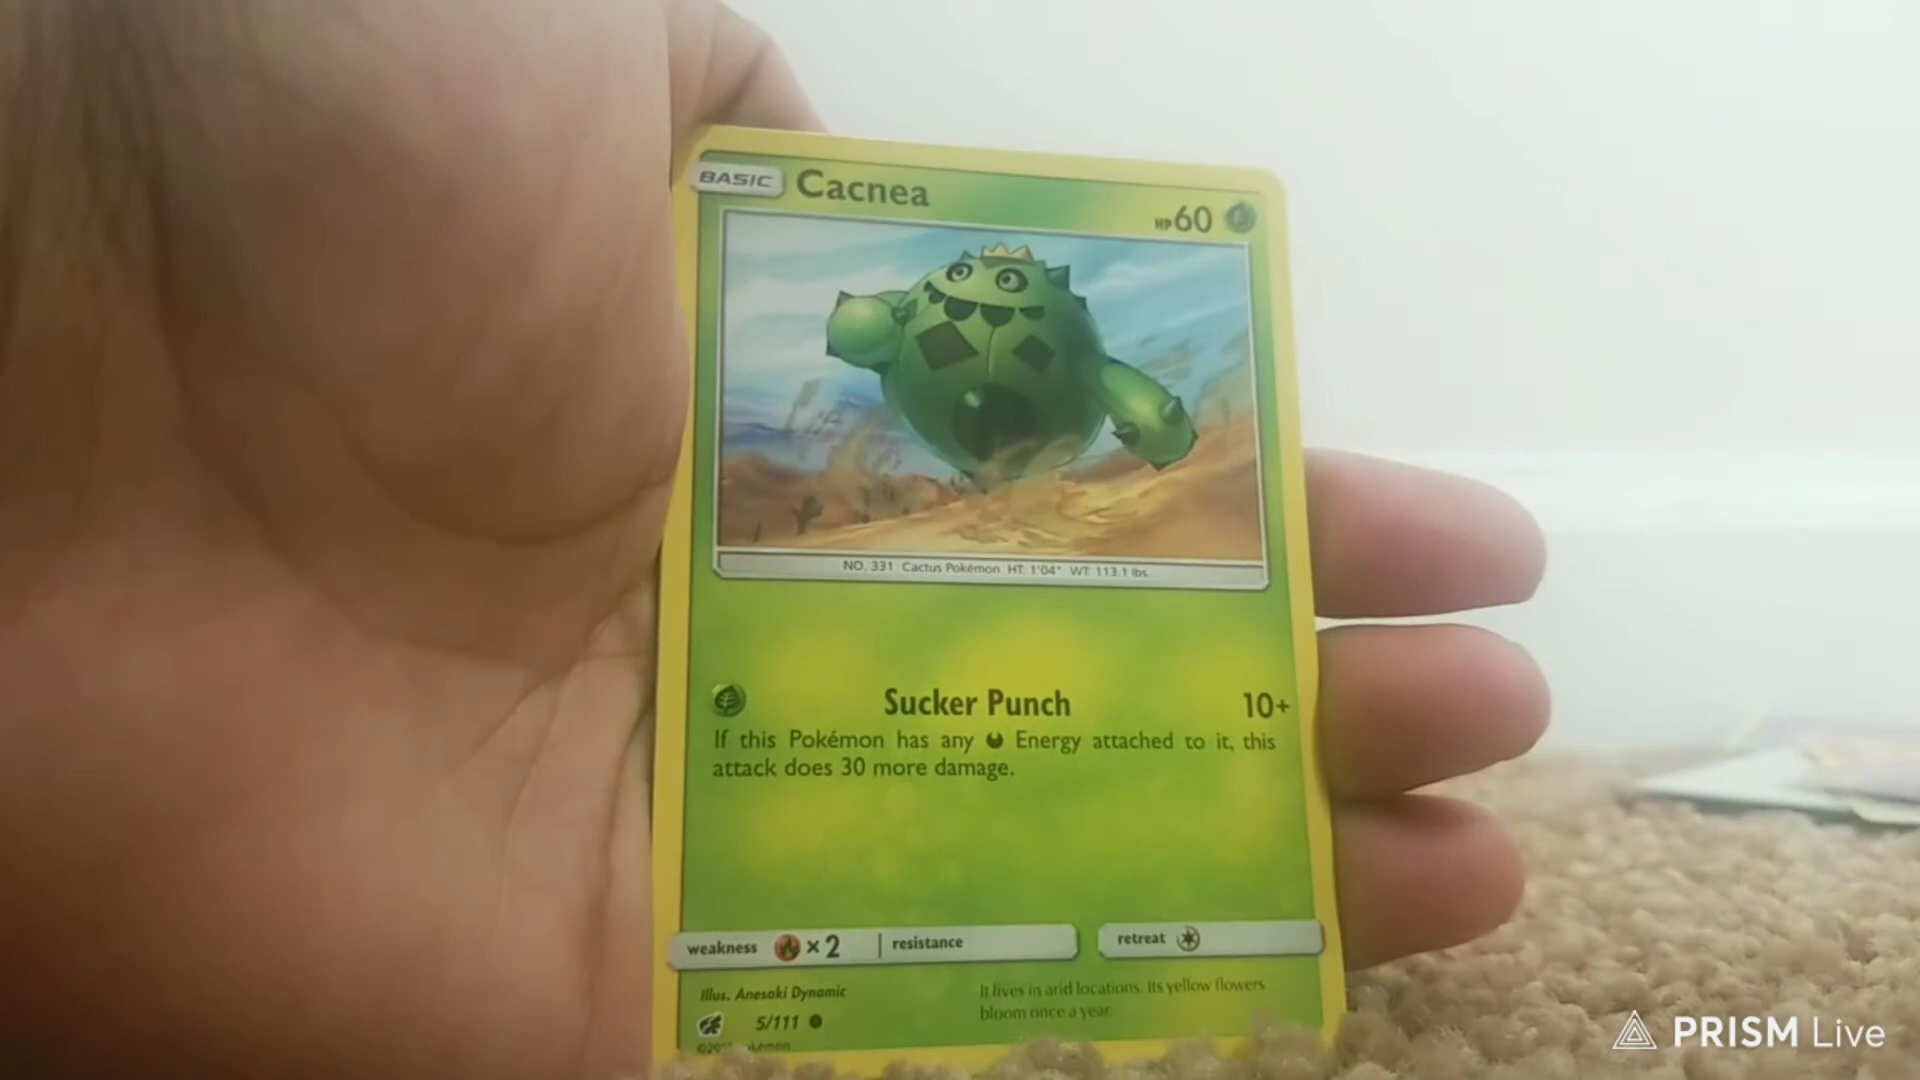 BASIC Cacnea
HP 60
NO. 331 Cactus Pokémon HT: 1'04" WT: 113.1 lbs.
Sucker Punch 10+
If this Pokémon has any Energy attached to it, this
attack does 30 more damage.
weakness ×2 resistance
retreat
Illus. Anesaki Dynamic
It lives in arid locations. Its yellow flowers
bloom once a year.
5/111
PRISM Live